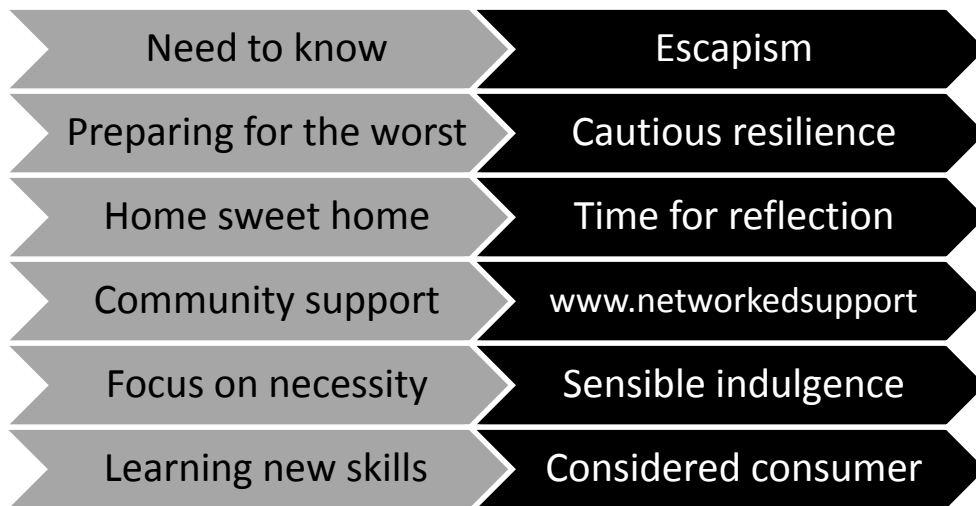 Need to know
Escapism
Preparing for the worst
Cautious resilience
Home sweet home
Time for reflection
Community support
www.networkedsupport
Focus on necessity
Sensible indulgence
Learning new skills
Considered consumer